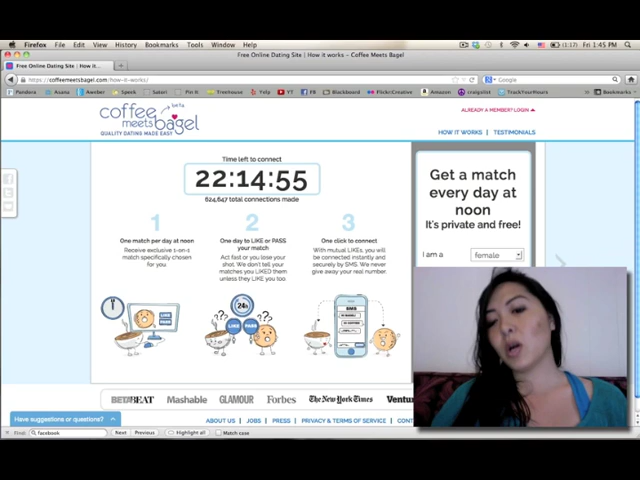 Firefox File Edit View History Bookmarks Tools Window Help (1:17) Fri 1:45 PM
Free Online Dating Site | How it works – Coffee Meets Bagel
Free Online Dating Site | How it w...
https://coffeemeetsbagel.com/how-it-works/
Google
Pandora Asana Aweber Spark Satori Pin It Treehouse Yelp YT FB Blackboard Flickr:Creative Amazon craigslist TrackYourHours Bookmarks
coffee beta
meets bagel
QUALITY DATING MADE EASY
ALREADY A MEMBER? LOGIN
HOW IT WORKS | TESTIMONIALS
Time left to connect
22:14:55
624,647 total connections made
1
One match per day at noon
Receive exclusive 1-on-1
match specifically chosen
for you
LIKE
PASS
2
One day to LIKE or PASS
your match
Act fast or you lose your
shot. We don't tell your
matches you LIKED them
unless they LIKE you too.
24h
??
??
LIKE PASS
3
One click to connect
With mutual LIKEs, you will
be connected instantly and
securely by SMS. We never
give away your real number.
SMS
Get a match
every day at
noon
It's private and free!
I am a female
BETABEAT Mashable GLAMOUR Forbes The New York Times Ventur
Have suggestions or questions?
ABOUT US | JOBS | PRESS | PRIVACY & TERMS OF SERVICE | CONT
Find: facebook Next Previous Highlight all Match case